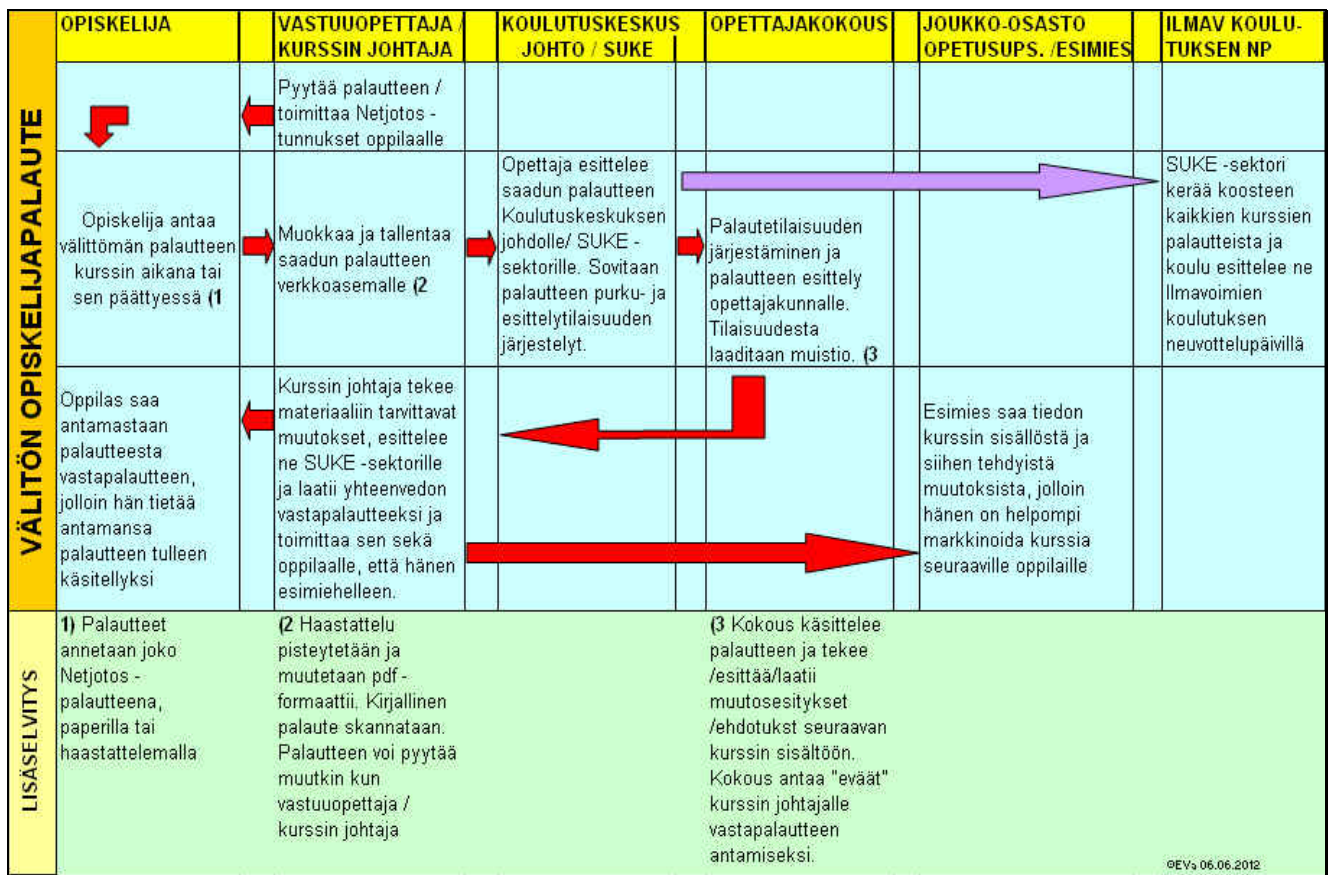 OPISKELIJA
VASTUUOPETTAJA /
KURSSIN JOHTAJA
KOULUTUSKESKUS
JOHTO / SUKE
OPETTAJAKOKOUS
JOUKKO-OSASTO
OPETUSUPS. /ESIMIES
ILMAV KOULU-
TUKSEN NP
VÄLITÖN OPISKELIJAPALAUTE
Pyytää palautteen /
toimittaa Netjotos -
tunnukset oppilaalle
Opiskelija antaa
välittömän palautteen
kurssin aikana tai
sen päättyessä (1
Muokkaa ja tallentaa
saadun palautteen
verkkoasemalle (2
Opettaja esittelee
saadun palautteen
Koulutuskeskuksen
johdolle/ SUKE -
sektorille. Sovitaan
palautteen purku- ja
esittelytilaisuuden
järjestelyt.
Palautetilaisuuden
järjestäminen ja
palautteen esittely
opettajakunnalle.
Tilaisuudesta
laaditaan muistio. (3
SUKE -sektori
kerää koosteen
kaikkien kurssien
palautteista ja
koulu esittelee ne
Ilmavoimien
koulutuksen
neuvottelupäivillä
Oppilas saa
antamastaan
palautteesta
vastapalautteen,
jolloin hän tietää
antamansa
palautteen tulleen
käsitellyksi
Kurssin johtaja tekee
materiaaliin tarvittavat
muutokset, esittelee
ne SUKE -sektorille
ja laatii yhteenvedon
vastapalautteeksi ja
toimittaa sen sekä
oppilaalle, että hänen
esimiehelleen.
Esimies saa tiedon
kurssin sisällöstä ja
siihen tehdyistä
muutoksista, jolloin
hänen on helpompi
markkinoida kurssia
seuraaville oppilaille
LISÄSELVITYS
1) Palautteet
annetaan joko
Netjotos -
palautteena,
paperilla tai
haastattelemalla
(2 Haastattelu
pisteytetään ja
muutetaan pdf -
formaattii. Kirjallinen
palaute skannataan.
Palautteen voi pyytää
muutkin kun
vastuuopettaja /
kurssin johtaja
(3 Kokous käsittelee
palautteen ja tekee
/esittää/laatii
muutosesitykset
/ehdotukst seuraavan
kurssin sisältöön.
Kokous antaa "eväät"
kurssin johtajalle
vastapalautteen
antamiseksi.
©EVa 06.06.2012